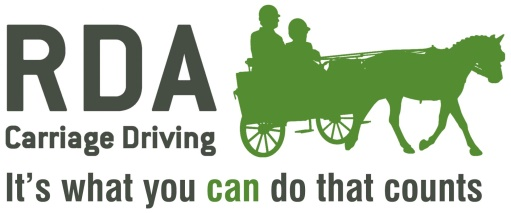 RDA
Carriage Driving
It's what you can do that counts